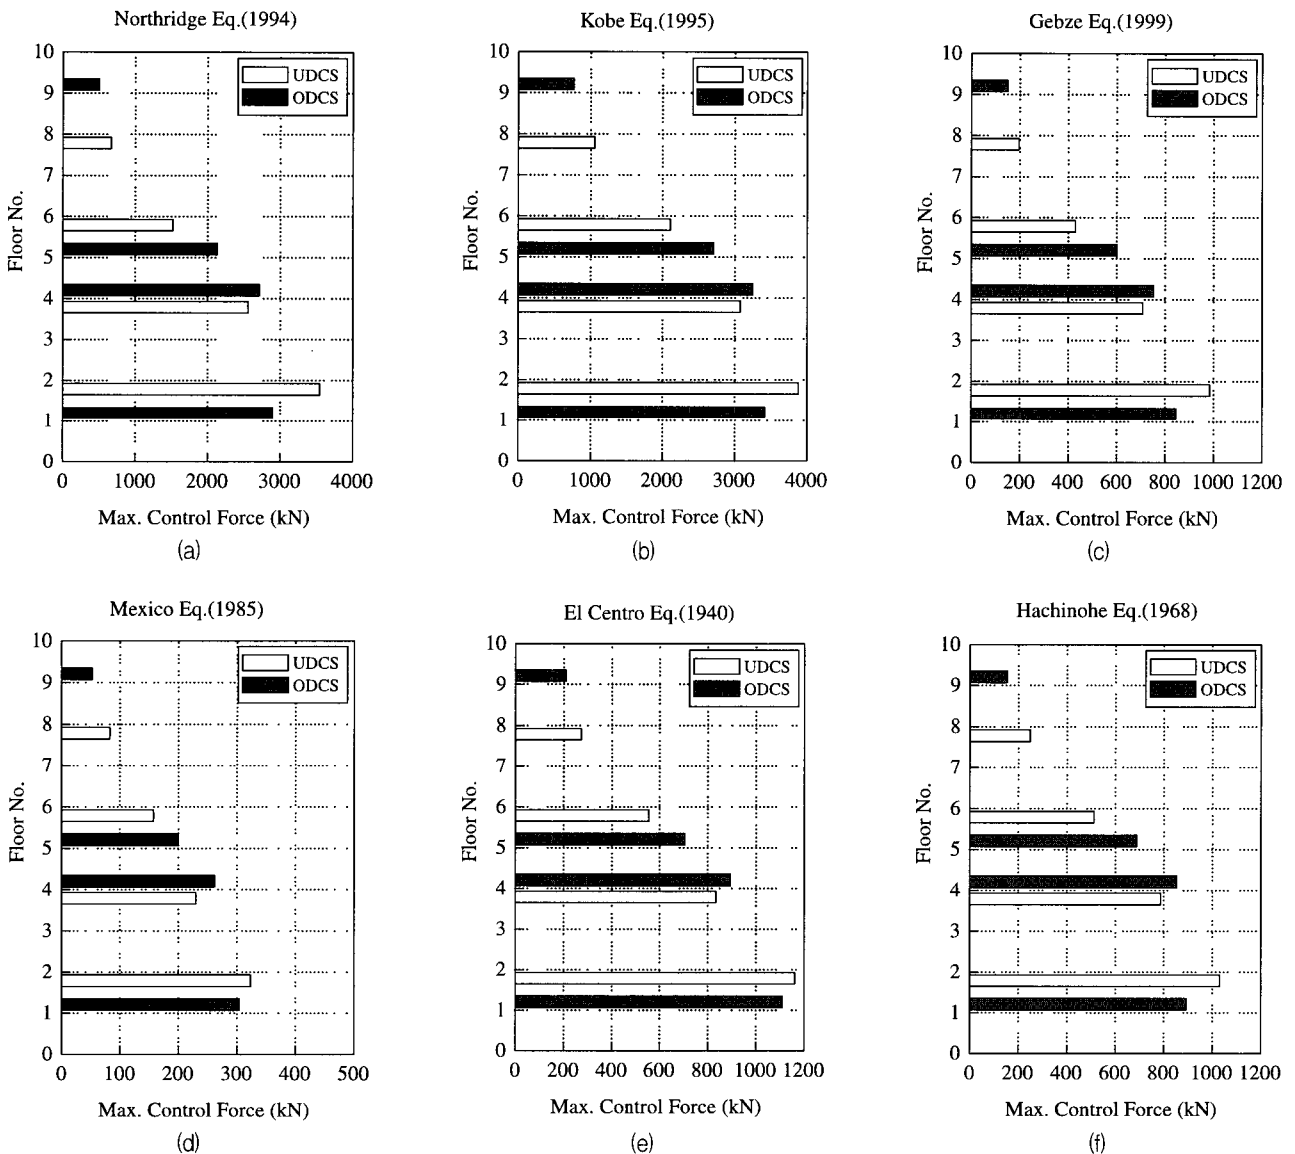 Northridge Eq.(1994)
10
9
8
7
6
5
4
3
2
1
0
Floor No.
UDCS
ODCS
0 1000 2000 3000 4000
Max. Control Force (kN)
(a)
Kobe Eq.(1995)
10
9
8
7
6
5
4
3
2
1
0
Floor No.
UDCS
ODCS
0 1000 2000 3000 4000
Max. Control Force (kN)
(b)
Gebze Eq.(1999)
10
9
8
7
6
5
4
3
2
1
0
Floor No.
UDCS
ODCS
0 200 400 600 800 1000 1200
Max. Control Force (kN)
(c)
Mexico Eq.(1985)
10
9
8
7
6
5
4
3
2
1
0
Floor No.
UDCS
ODCS
0 100 200 300 400 500
Max. Control Force (kN)
(d)
El Centro Eq.(1940)
10
9
8
7
6
5
4
3
2
1
0
Floor No.
UDCS
ODCS
0 200 400 600 800 1000 1200
Max. Control Force (kN)
(e)
Hachinohe Eq.(1968)
10
9
8
7
6
5
4
3
2
1
0
Floor No.
UDCS
ODCS
0 200 400 600 800 1000 1200
Max. Control Force (kN)
(f)